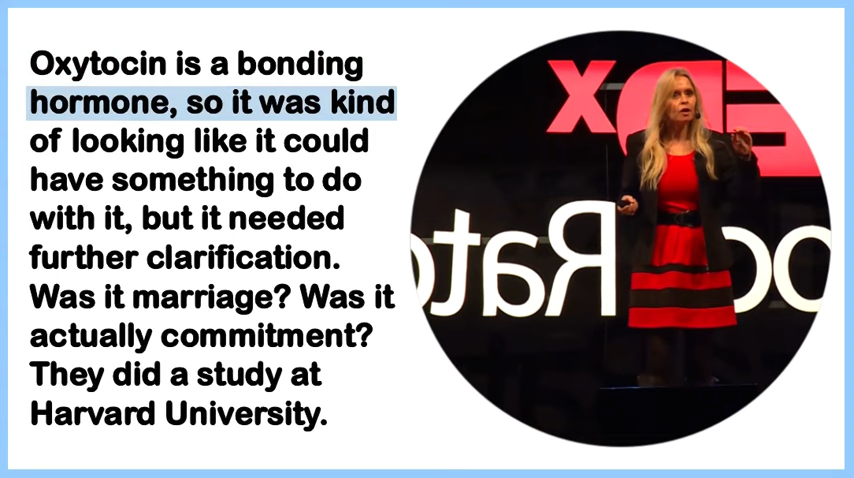 Oxytocin is a bonding
hormone, so it was kind
of looking like it could
have something to do
with it, but it needed
further clarification.
Was it marriage? Was it
actually commitment?
They did a study at
Harvard University.
x
Rato